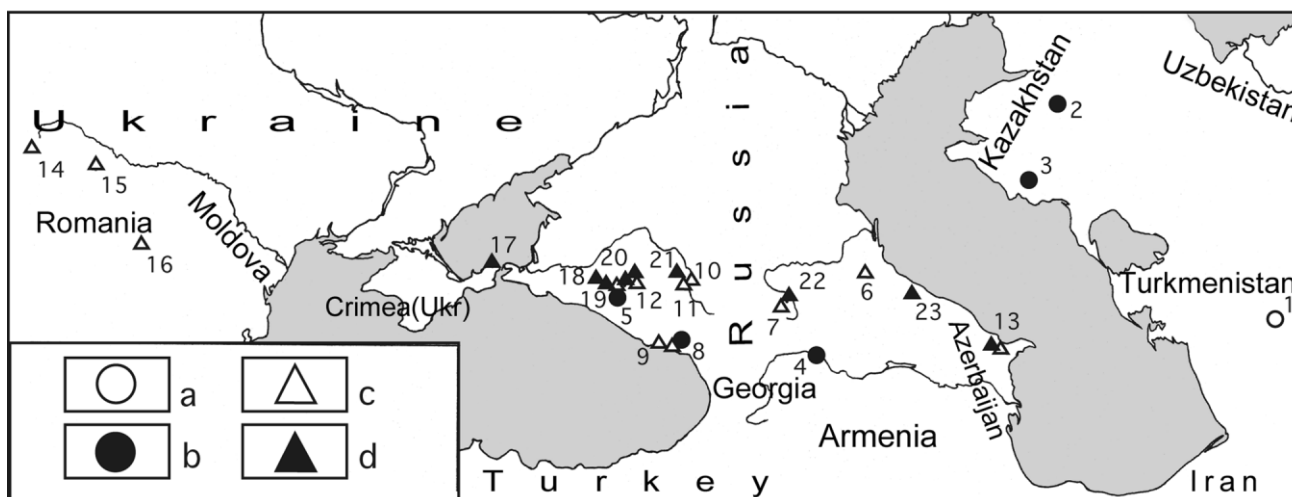 Ukraine
Russia
Kazakhstan
Uzbekistan
2
3
14
15
Romania
Moldova
16
17
Crimea(Ukr)
20
21
10
18
19
12
11
5
9
8
22
7
6
23
13
4
Georgia
Azerbaijan
Armenia
Turkmenistan
1
Turkey
Iran
a
c
b
d